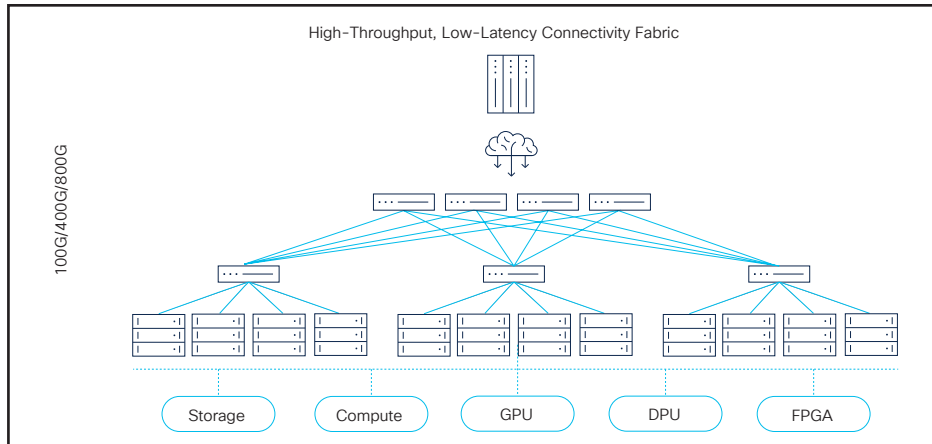 High-Throughput, Low-Latency Connectivity Fabric
100G/400G/800G
Storage
Compute
GPU
DPU
FPGA